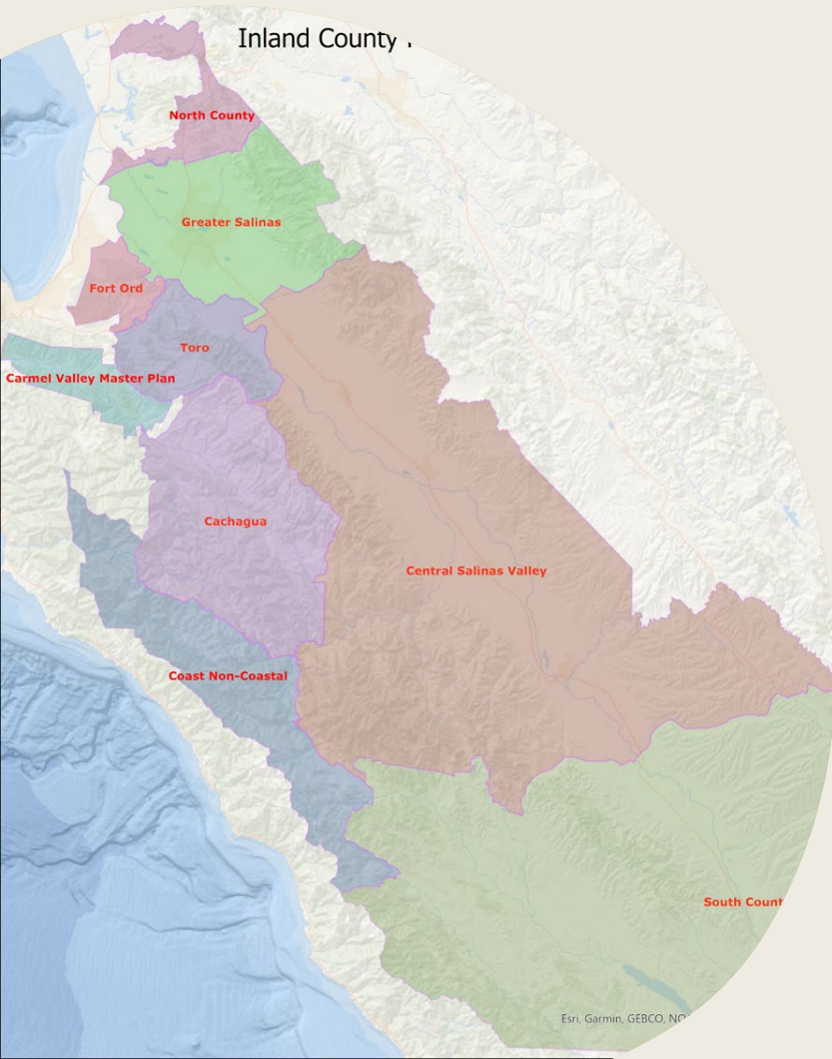 Inland County
North County
Greater Salinas
Fort Ord
Toro
Carmel Valley Master Plan
Cachagua
Central Salinas Valley
Coast Non-Coastal
South Count
Esri, Garmin, GEBCO,